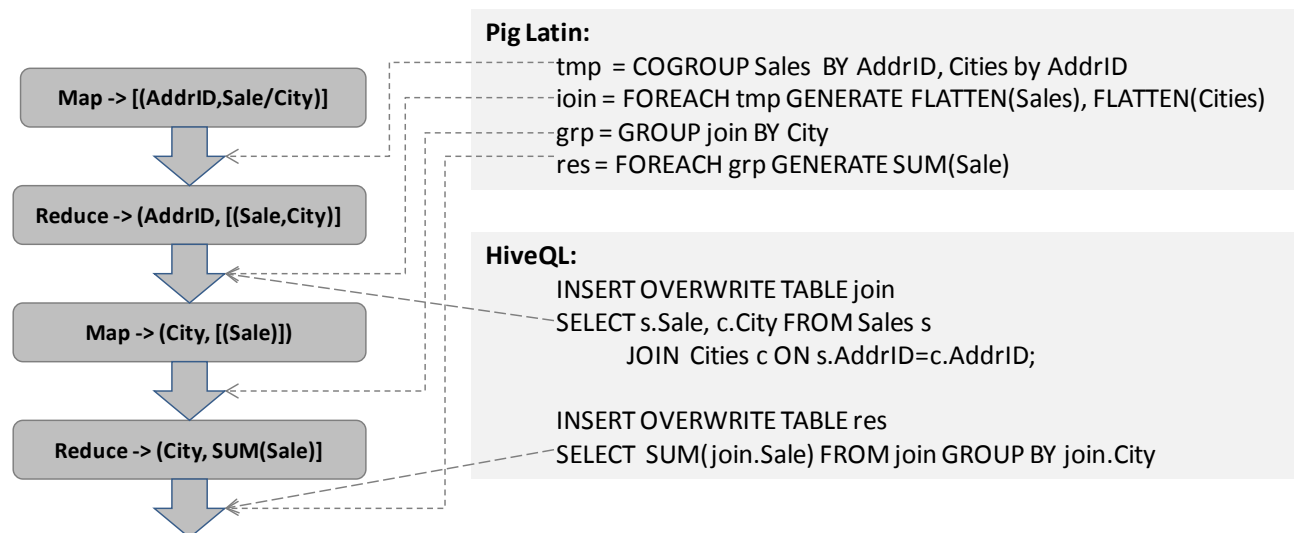 Map -> [(AddrID,Sale/City)]
Reduce -> (AddrID, [(Sale,City)]
Map -> (City, [(Sale)])
Reduce -> (City, SUM(Sale)]
Pig Latin:
tmp = COGROUP Sales BY AddrID, Cities by AddrID
ioin = FOREACH tmp GENERATE FLATTEN(Sales), FLATTEN(Cities)
grp = GROUP join BY City
res = FOREACH grp GENERATE SUM(Sale)
HiveQL:
INSERT OVERWRITE TABLE join
SELECT s.Sale, c.City FROM Sales s
JOIN Cities c ON s.AddrID=c.AddrID;
INSERT OVERWRITE TABLE res
SELECT SUM(join.Sale) FROM join GROUP BY join.City